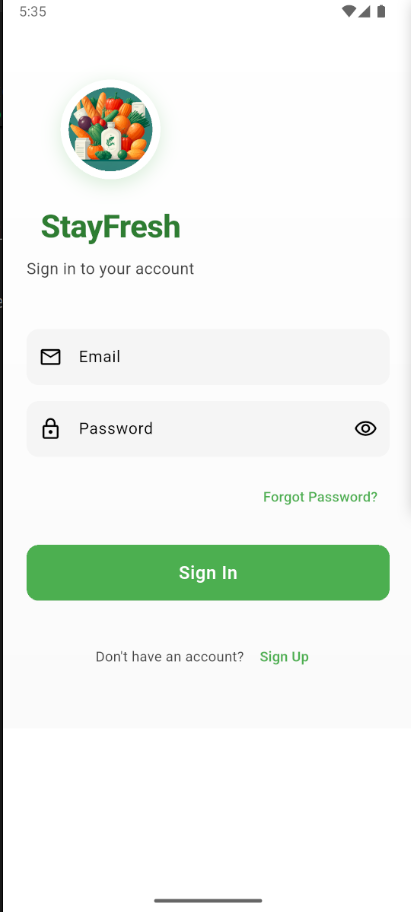 5:35
StayFresh
Sign in to your account
Email
Password
Forgot Password?
Sign In
Don't have an account? Sign Up